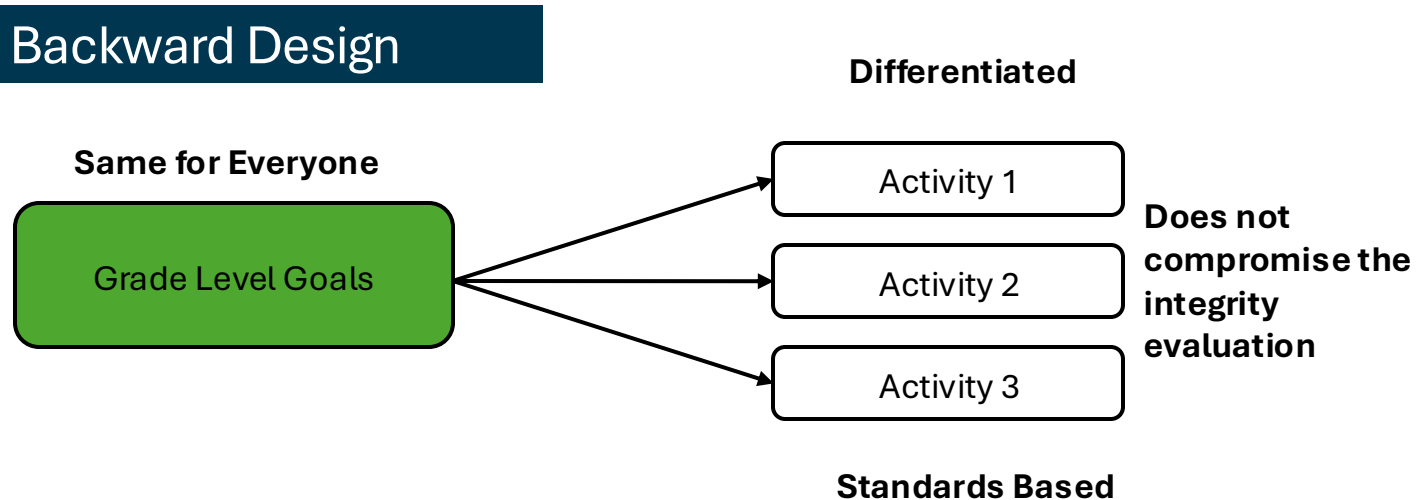 Backward Design
Differentiated
Same for Everyone
Activity 1
Grade Level Goals
Activity 2
Activity 3
Does not
compromise the
integrity
evaluation
Standards Based